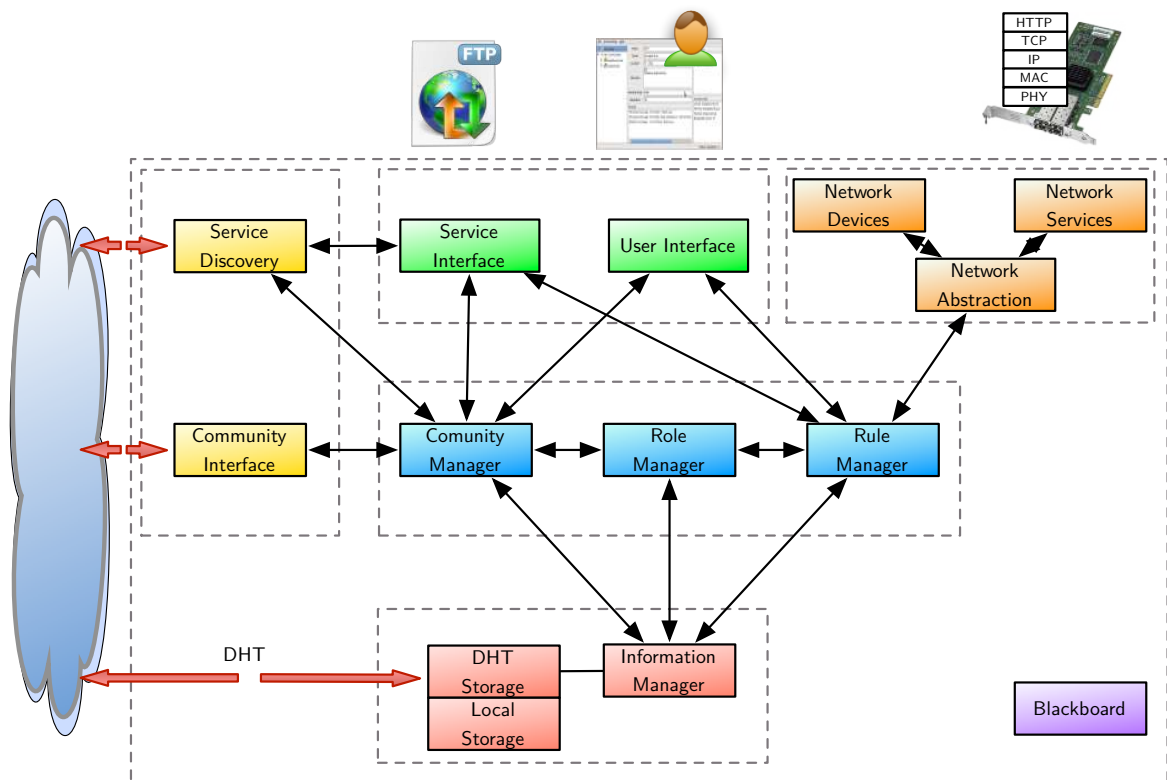 FTP
HTTP
TCP
IP
MAC
PHY
Service
Discovery
Service
Interface
User Interface
Network
Devices
Network
Services
Network
Abstraction
Community
Interface
Comunity
Manager
Role
Manager
Rule
Manager
DHT
DHT
Storage
Local
Storage
Information
Manager
Blackboard